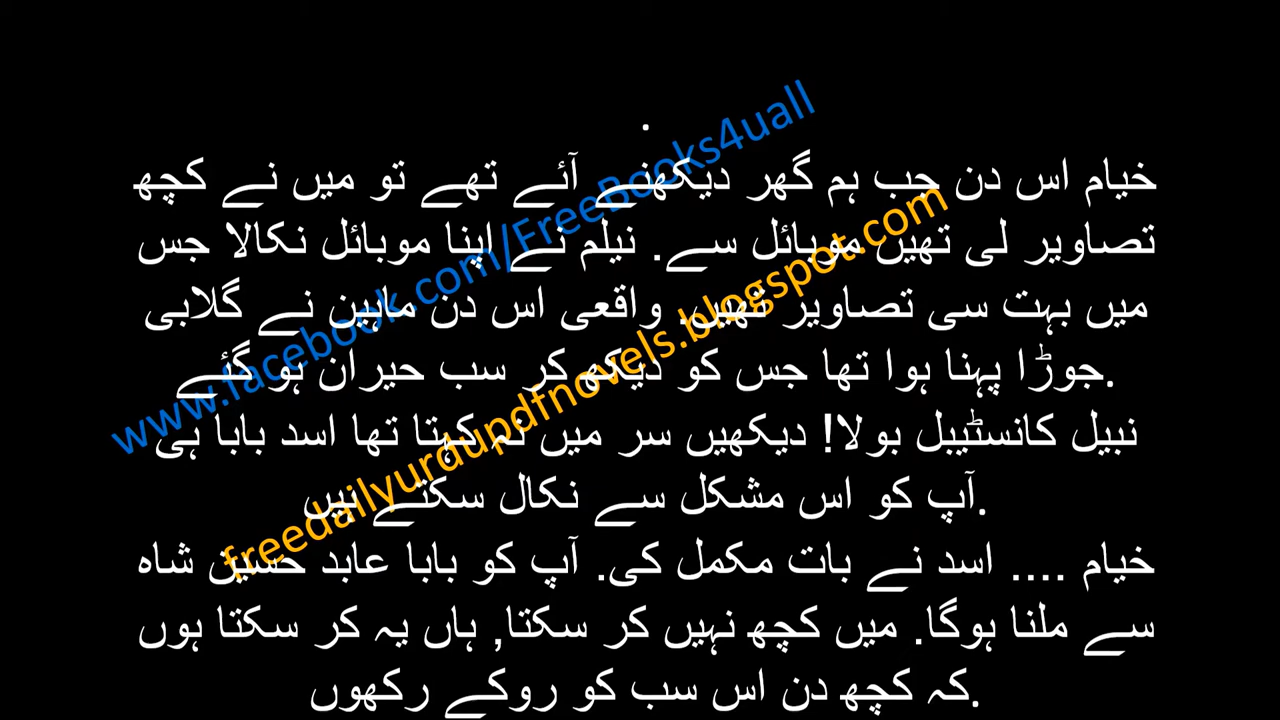 .
خیام اس دن جب ہم گھر دیکھنے آئے تھے تو میں نے کچھ
تصاویر لی تھیں موبائل سے. نیلم نے اپنا موبائل نکالا جس
میں بہت سی تصاویر تھیں. واقعی اس دن ماہین نے گلابی
جوڑا پہنا ہوا تھا جس کو دیکھ کر سب حیران ہو گئے.
نبیل کانسٹیبل بولا! دیکھیں سر میں نہ کہتا تھا اسد بابا ہی
آپ کو اس مشکل سے نکال سکتے ہیں.
خیام .... اسد نے بات مکمل کی. آپ کو بابا عابد حسین شاہ
سے ملنا ہوگا. میں کچھ نہیں کر سکتا, ہاں یہ کر سکتا ہوں
کہ کچھ دن اس سب کو روکے رکھوں.
www.facebook.com/FreeBooks4uall
freedailyurdupdfnovels.blogspot.com